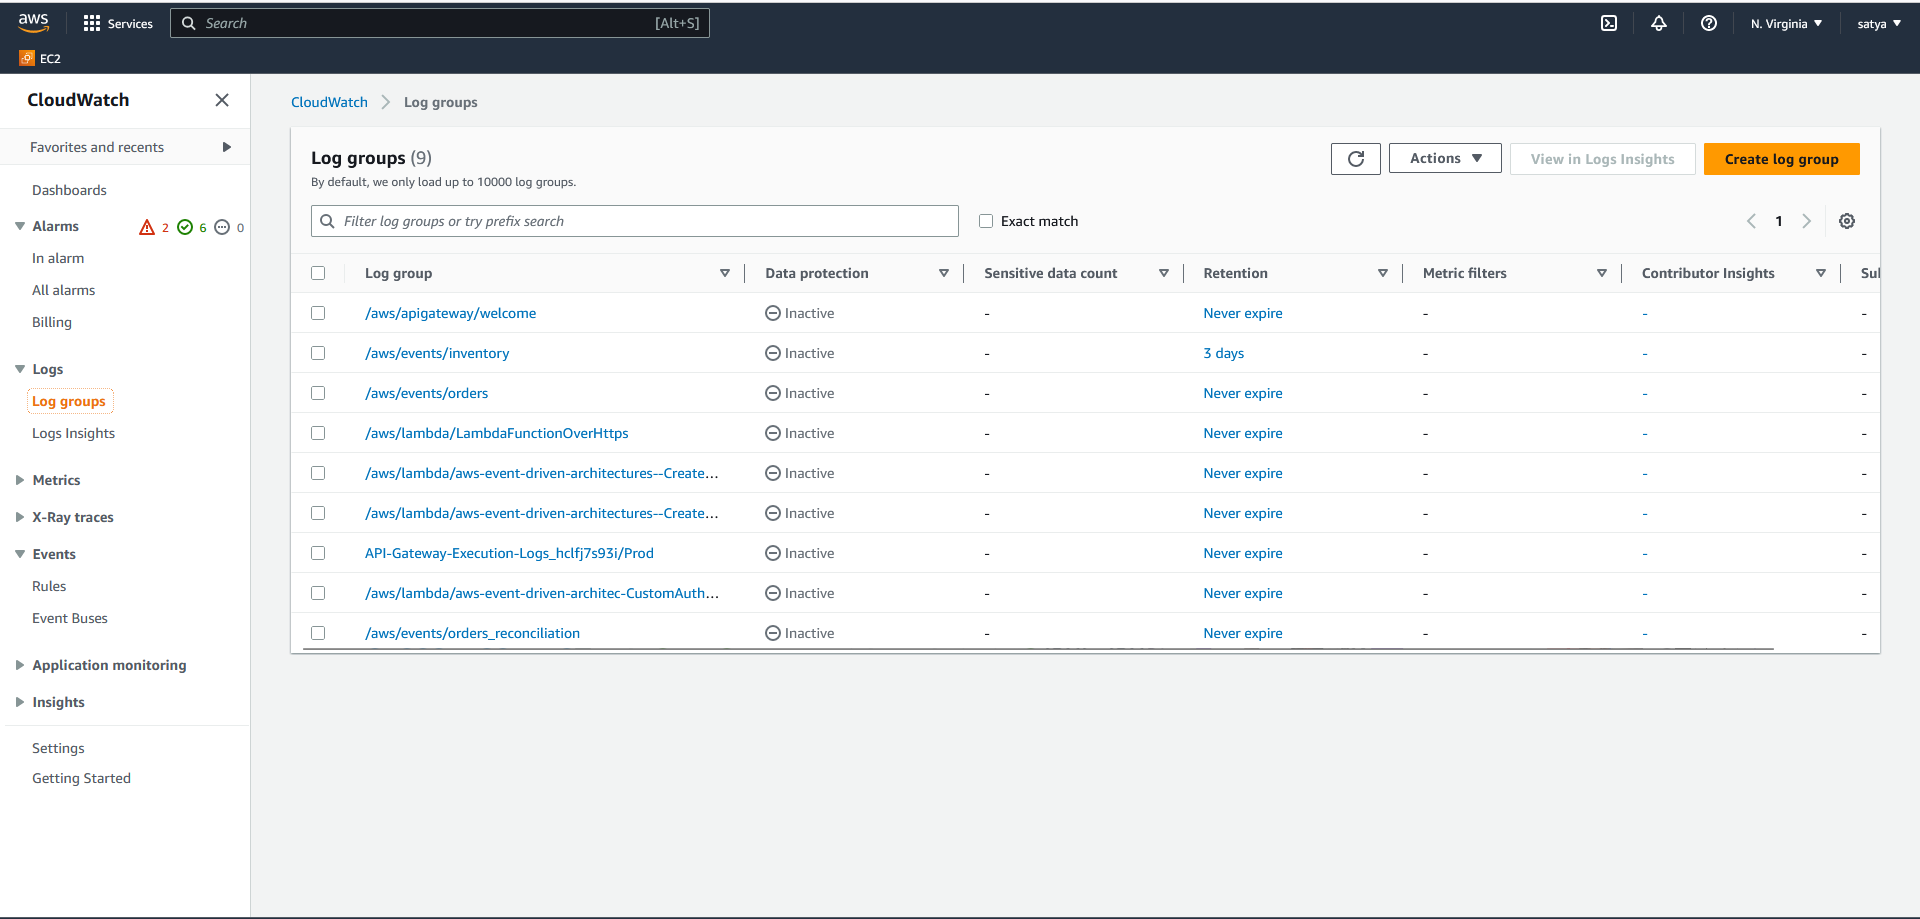 aws
Services
Search
[Alt+S]
N. Virginia
satya
EC2
CloudWatch
Favorites and recents
Dashboards
Alarms 2 6 0
In alarm
All alarms
Billing
Logs
Log groups
Logs Insights
Metrics
X-Ray traces
Events
Rules
Event Buses
Application monitoring
Insights
Settings
Getting Started
CloudWatch > Log groups
Log groups (9)
By default, we only load up to 10000 log groups.
Actions
View in Logs Insights
Create log group
Filter log groups or try prefix search
Exact match
1
Log group Data protection Sensitive data count Retention Metric filters Contributor Insights
/aws/apigateway/welcome Inactive - Never expire - - -
/aws/events/inventory Inactive - 3 days - - -
/aws/events/orders Inactive - Never expire - - -
/aws/lambda/LambdaFunctionOverHttps Inactive - Never expire - - -
/aws/lambda/aws-event-driven-architectures--Create... Inactive - Never expire - - -
/aws/lambda/aws-event-driven-architectures--Create... Inactive - Never expire - - -
API-Gateway-Execution-Logs_hclfj7s93i/Prod Inactive - Never expire - - -
/aws/lambda/aws-event-driven-architec-CustomAuth... Inactive - Never expire - - -
/aws/events/orders_reconciliation Inactive - Never expire - - -